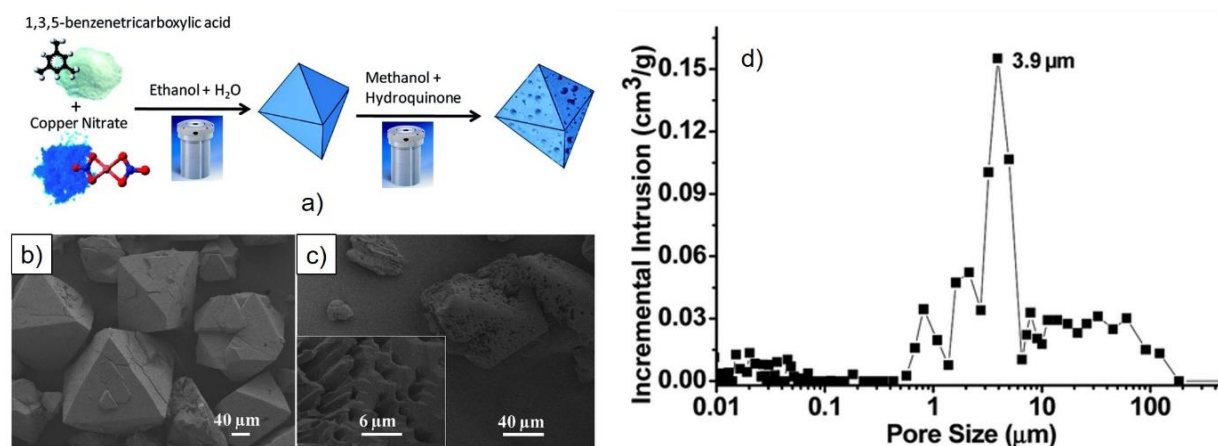 1,3,5-benzenetricarboxylic acid
+
Copper Nitrate
Ethanol + H₂O
Methanol +
Hydroquinone
a)
b)
40 µm
c)
6 µm
40 µm
d)
3.9 µm
Incremental Intrusion (cm³/g)
0.15
0.12
0.09
0.06
0.03
0.00
0.01
0.1
1
10
100
Pore Size (µm)